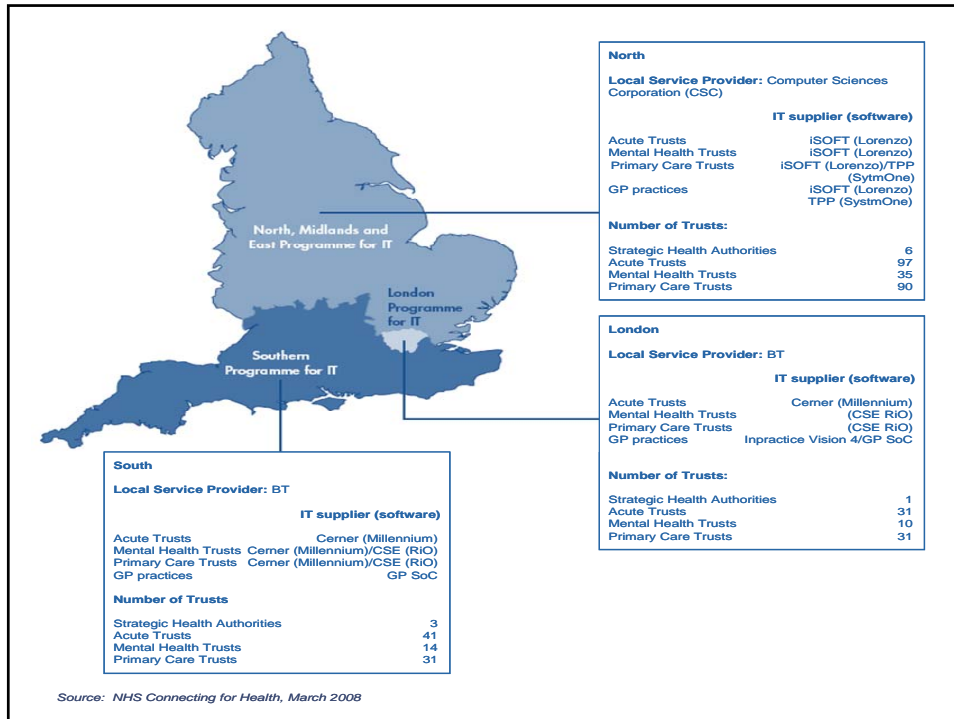 North, Midlands and
East Programme for IT
London
Programme
for IT
Southern
Programme for IT
North
Local Service Provider: Computer Sciences
Corporation (CSC)
IT supplier (software)
Acute Trusts iSOFT (Lorenzo)
Mental Health Trusts iSOFT (Lorenzo)
Primary Care Trusts iSOFT (Lorenzo)/TPP
(SytmOne)
GP practices iSOFT (Lorenzo)
TPP (SystmOne)
Number of Trusts:
Strategic Health Authorities 6
Acute Trusts 97
Mental Health Trusts 35
Primary Care Trusts 90
London
Local Service Provider: BT
IT supplier (software)
Acute Trusts Cerner (Millennium)
Mental Health Trusts (CSE RiO)
Primary Care Trusts (CSE RiO)
GP practices Inpractice Vision 4/GP SoC
Number of Trusts:
Strategic Health Authorities 1
Acute Trusts 31
Mental Health Trusts 10
Primary Care Trusts 31
South
Local Service Provider: BT
IT supplier (software)
Acute Trusts Cerner (Millennium)
Mental Health Trusts Cerner (Millennium)/CSE (RiO)
Primary Care Trusts Cerner (Millennium)/CSE (RiO)
GP practices GP SoC
Number of Trusts
Strategic Health Authorities 3
Acute Trusts 41
Mental Health Trusts 14
Primary Care Trusts 31
Source: NHS Connecting for Health, March 2008